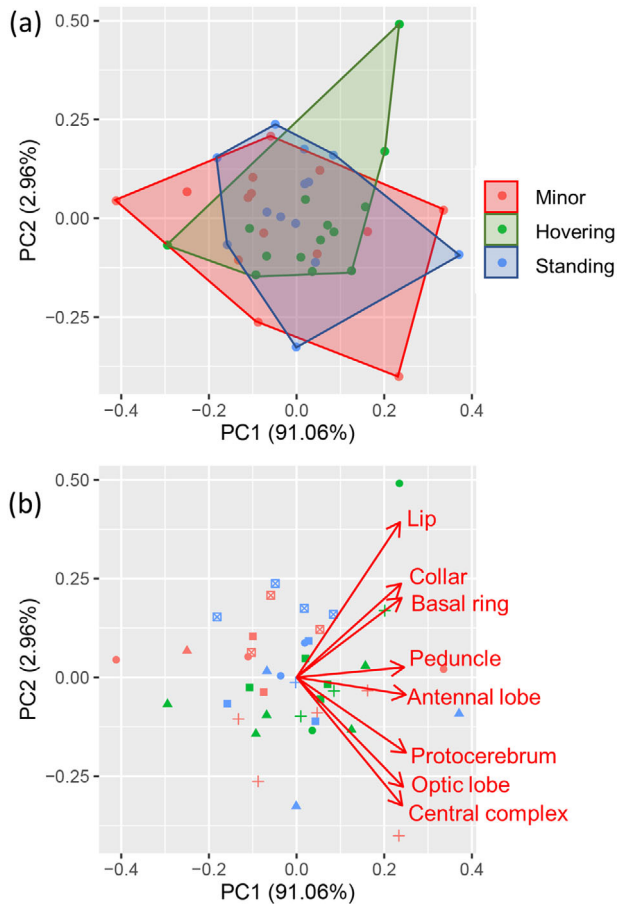 (a)
0.50
0.25
0.00
−0.25
PC2 (2.96%)
−0.4 −0.2 0.0 0.2 0.4
PC1 (91.06%)
Minor
Hovering
Standing
(b)
0.50
0.25
0.00
−0.25
PC2 (2.96%)
Lip
Collar
Basal ring
Peduncle
Antennal lobe
Protocerebrum
Optic lobe
Central complex
−0.4 −0.2 0.0 0.2 0.4
PC1 (91.06%)